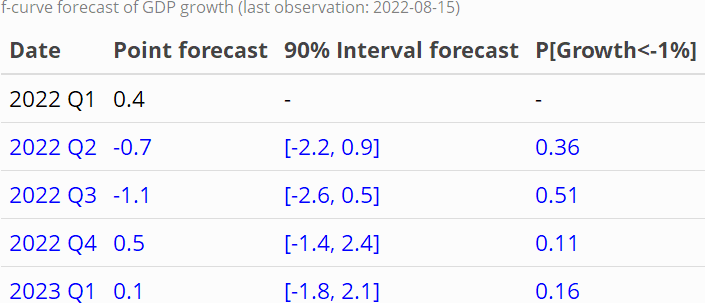 f-curve forecast of GDP growth (last observation: 2022-08-15)
Date Point forecast 90% Interval forecast P[Growth<-1%]
2022 Q1 0.4 - -
2022 Q2 -0.7 [-2.2, 0.9] 0.36
2022 Q3 -1.1 [-2.6, 0.5] 0.51
2022 Q4 0.5 [-1.4, 2.4] 0.11
2023 Q1 0.1 [-1.8, 2.1] 0.16